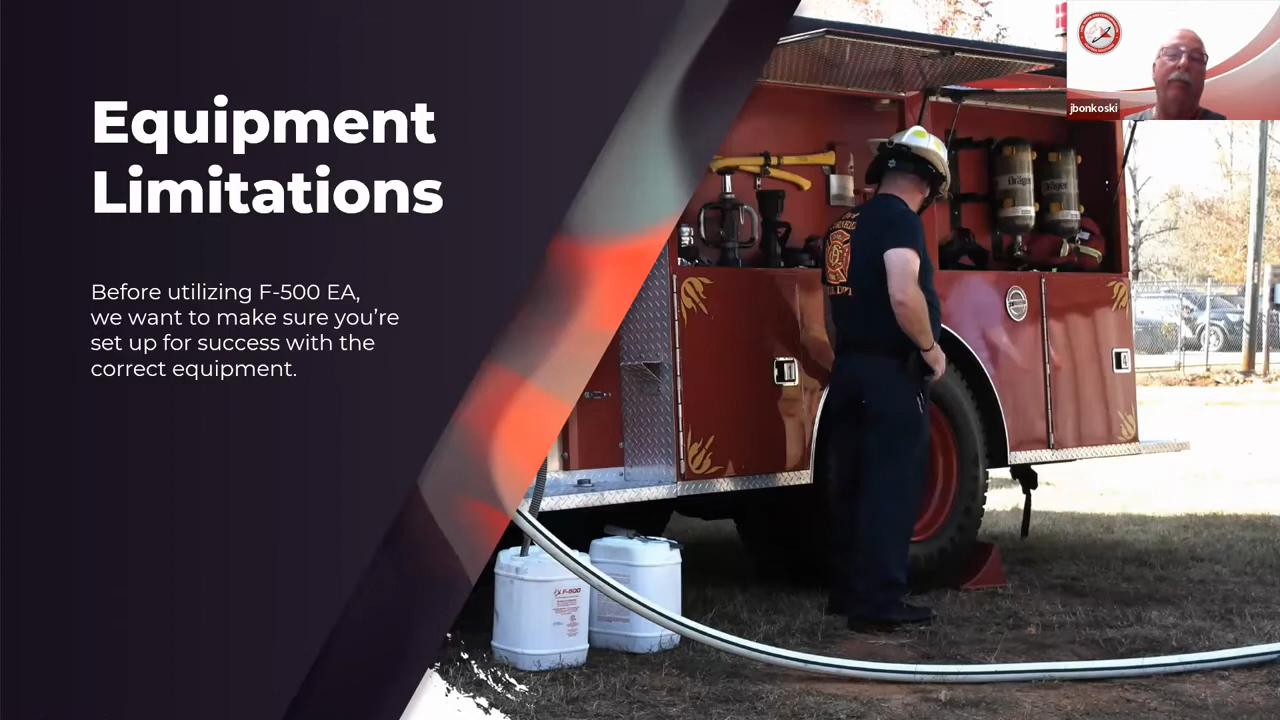 Equipment
Limitations
Before utilizing F-500 EA,
we want to make sure you're
set up for success with the
correct equipment.
jbonkoski
Dräger
Dräger
F-500